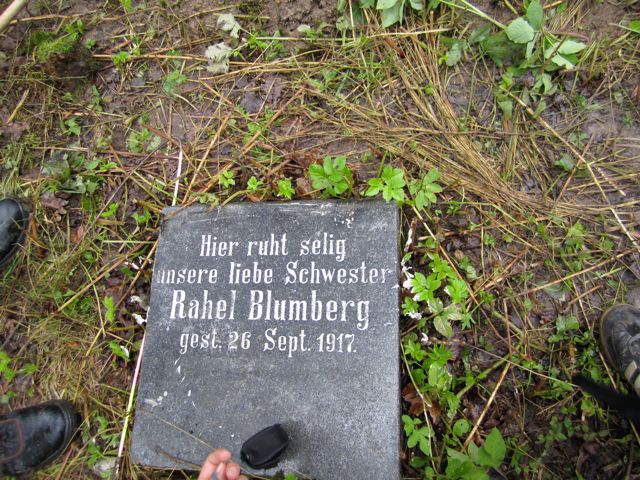 Hier ruht selig
unsere liebe Schwester
Rahel Blumberg
gest. 26 Sept. 1917.